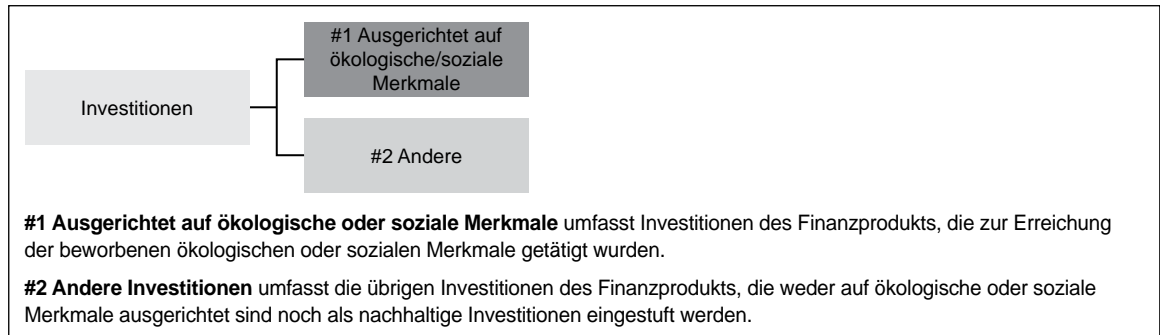 #1 Ausgerichtet auf
ökologische/soziale
Merkmale
Investitionen
#2 Andere
#1 Ausgerichtet auf ökologische oder soziale Merkmale umfasst Investitionen des Finanzprodukts, die zur Erreichung
der beworbenen ökologischen oder sozialen Merkmale getätigt wurden.
#2 Andere Investitionen umfasst die übrigen Investitionen des Finanzprodukts, die weder auf ökologische oder soziale
Merkmale ausgerichtet sind noch als nachhaltige Investitionen eingestuft werden.